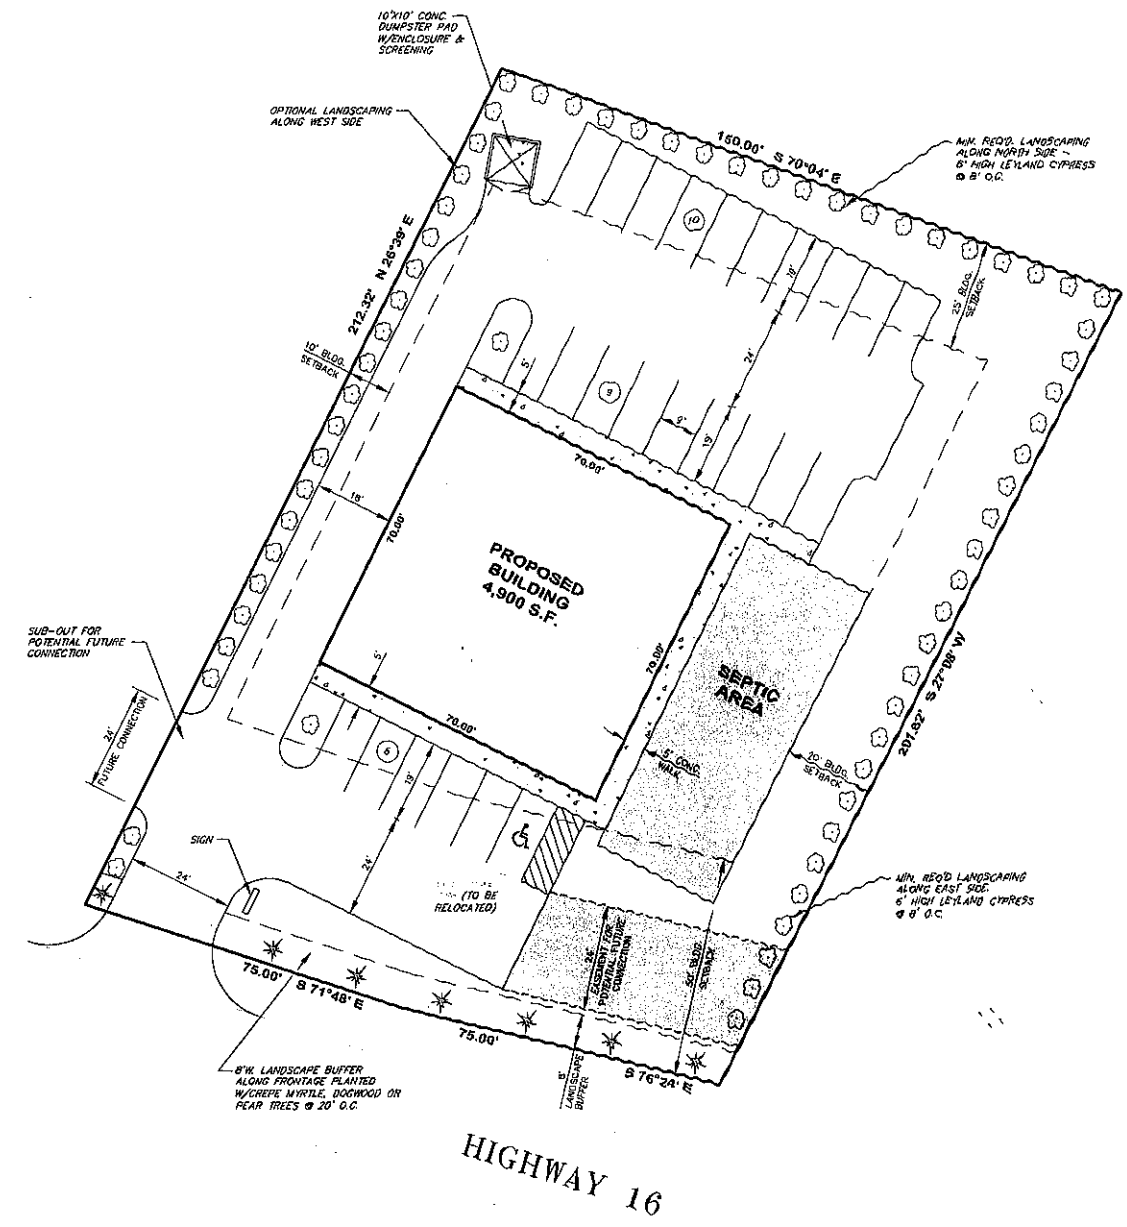 10'X10' CONC.
DUMPSTER PAD
W/ENCLOSURE &
SCREENING
OPTIONAL LANDSCAPING
ALONG WEST SIDE
150.00' S 70°04' E
MIN. REQ'D. LANDSCAPING
ALONG NORTH SIDE -
6' HIGH LEYLAND CYPRESS
@ 8' O.C.
10
19'
25' BLDG.
SETBACK
212.32' N 26°39' E
24'
10' BLDG.
SETBACK
5'
9
9'
19'
70.00'
18'
70.00'
PROPOSED
BUILDING
4,900 S.F.
SUB-OUT FOR
POTENTIAL FUTURE
CONNECTION
70.00'
SEPTIC
AREA
201.82' S 27°08' W
5'
24'
FUTURE CONNECTION
70.00'
6
19'
5' CONC.
WALK
20' BLDG.
SETBACK
SIGN
24'
24'
(TO BE
RELOCATED)
MIN. REQ'D LANDSCAPING
ALONG EAST SIDE.
6' HIGH LEYLAND CYPRESS
@ 8' O.C.
24'
EASEMENT FOR
POTENTIAL FUTURE
CONNECTION
50' BLDG.
SETBACK
75.00' S 71°48' E
75.00'
S 76°24' E
8'W. LANDSCAPE BUFFER
ALONG FRONTAGE PLANTED
W/CREPE MYRTLE, DOGWOOD OR
PEAR TREES @ 20' O.C.
8'
LANDSCAPE
BUFFER
HIGHWAY 16